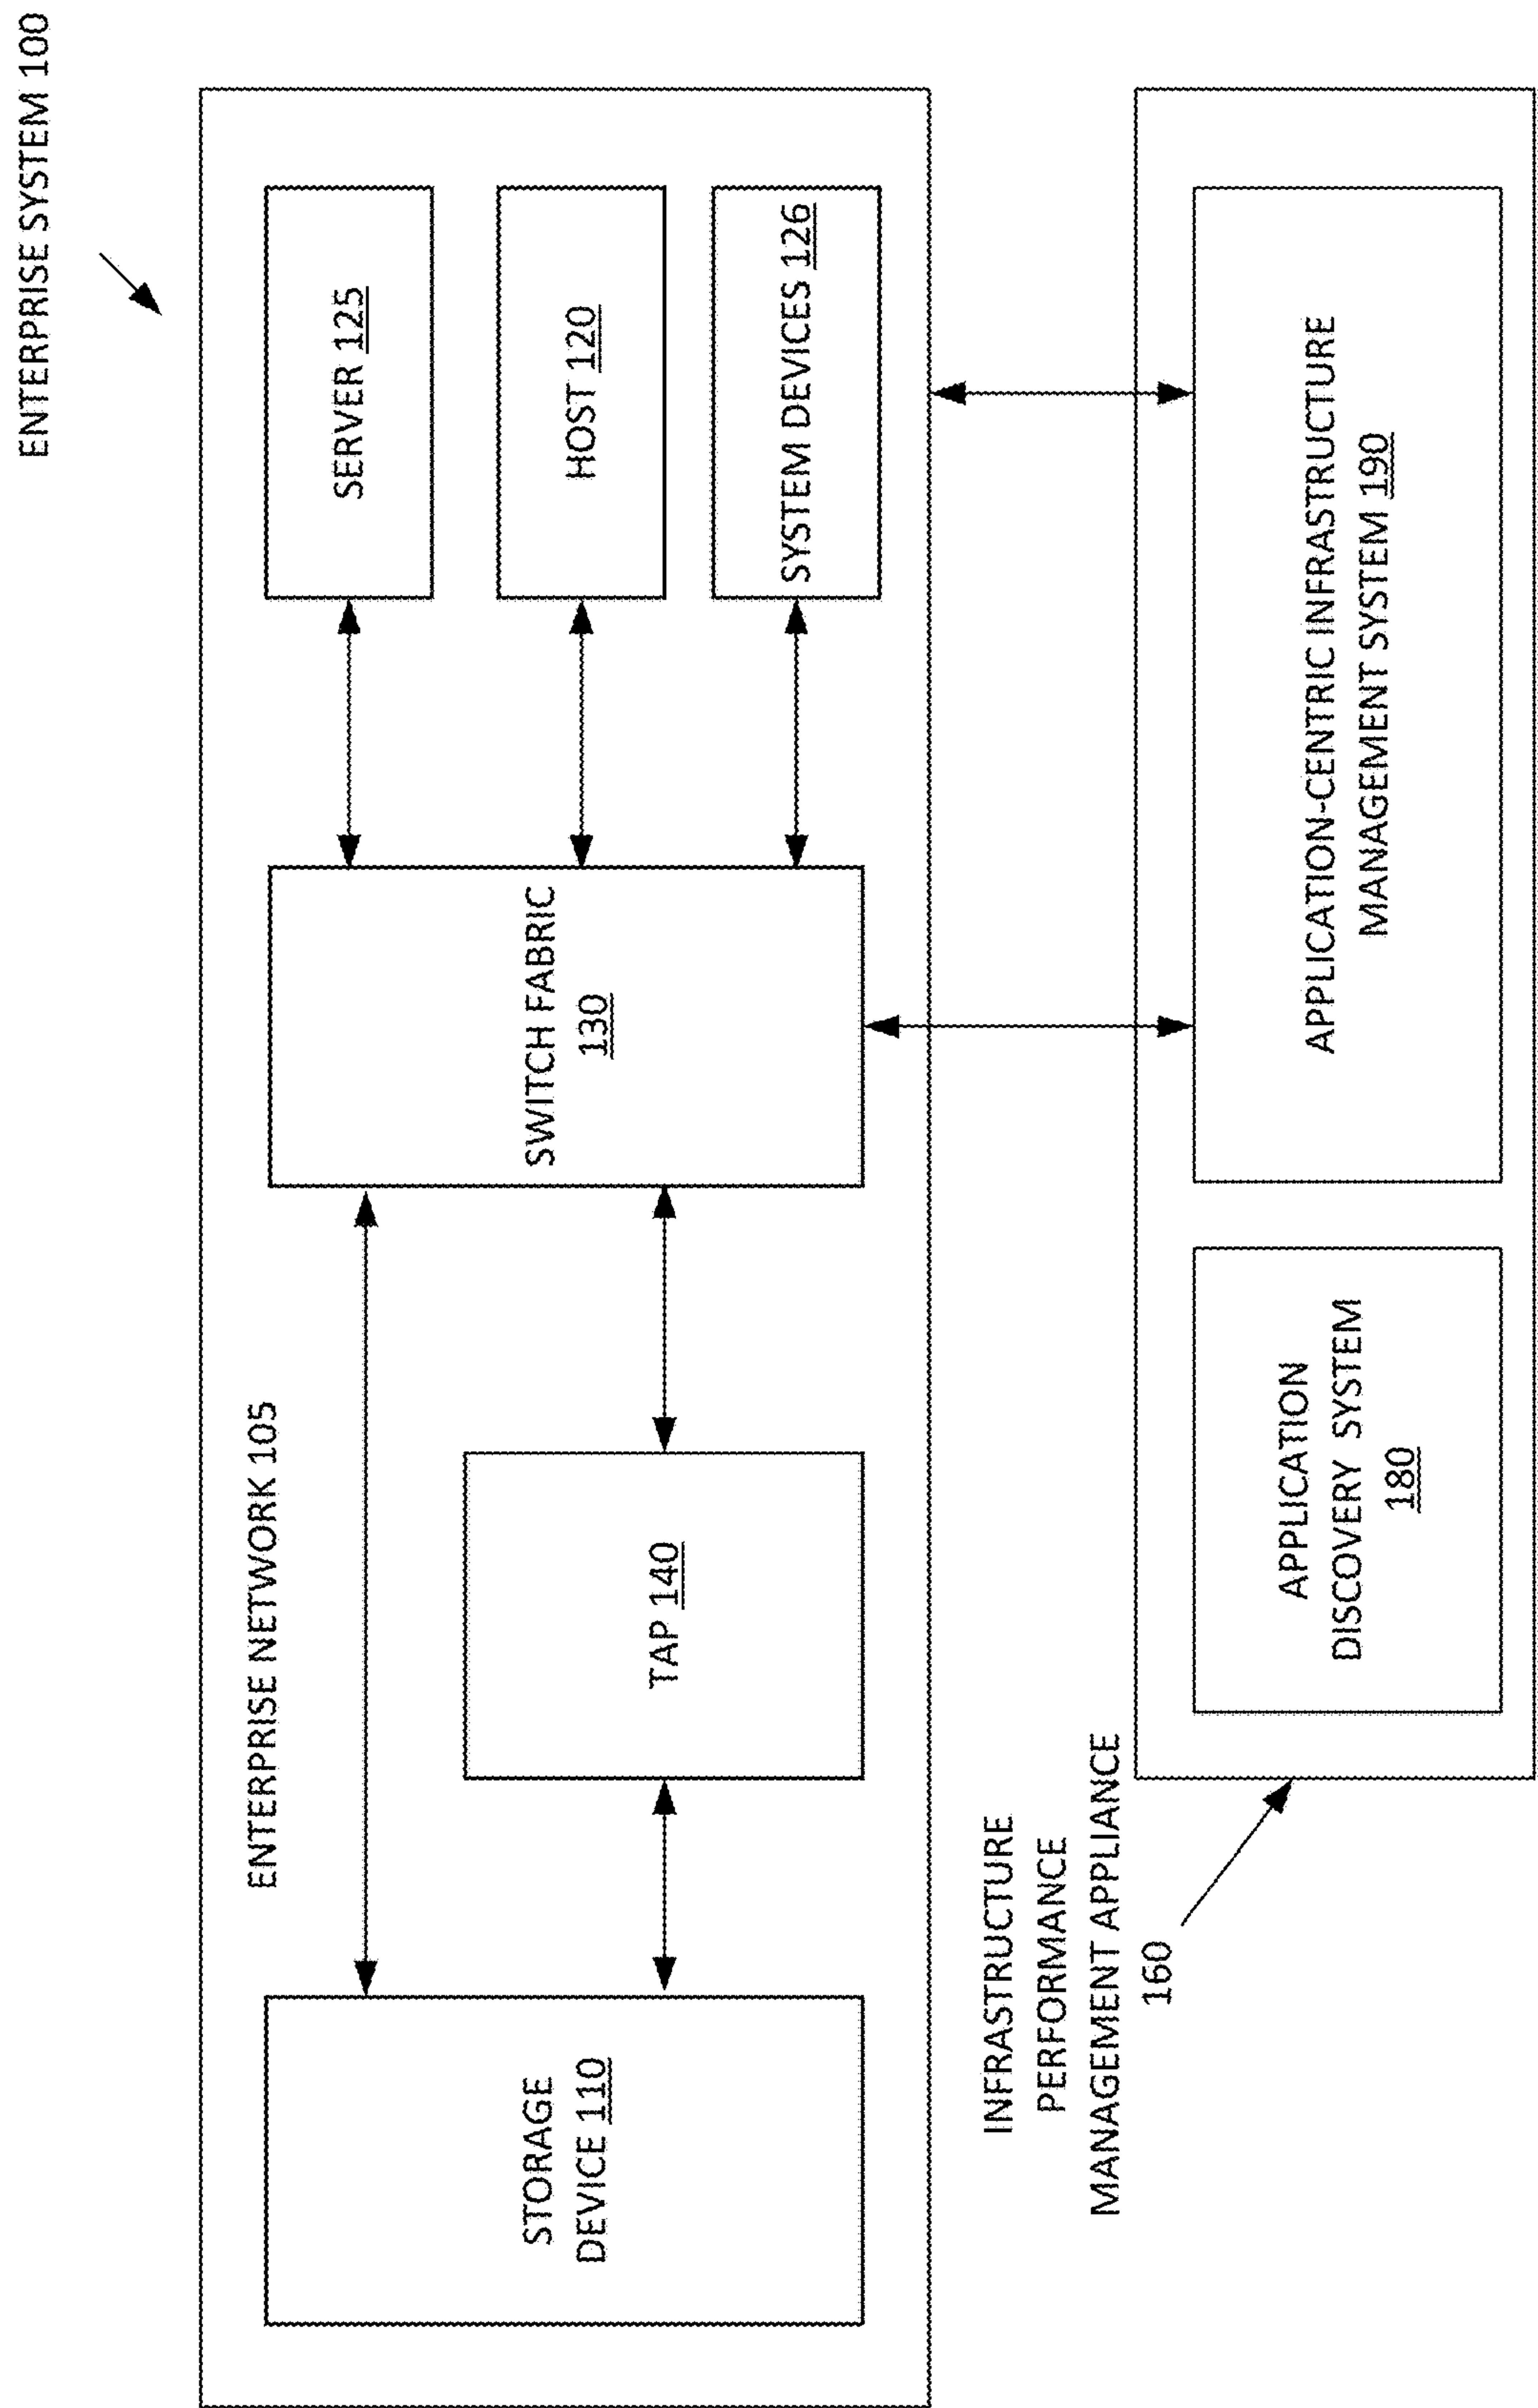 ENTERPRISE SYSTEM 100
ENTERPRISE NETWORK 105
STORAGE
DEVICE 110
TAP 140
SWITCH FABRIC
130
SERVER 125
HOST 120
SYSTEM DEVICES 126
INFRASTRUCTURE
PERFORMANCE
MANAGEMENT APPLIANCE
160
APPLICATION
DISCOVERY SYSTEM
180
APPLICATION-CENTRIC INFRASTRUCTURE
MANAGEMENT SYSTEM 190